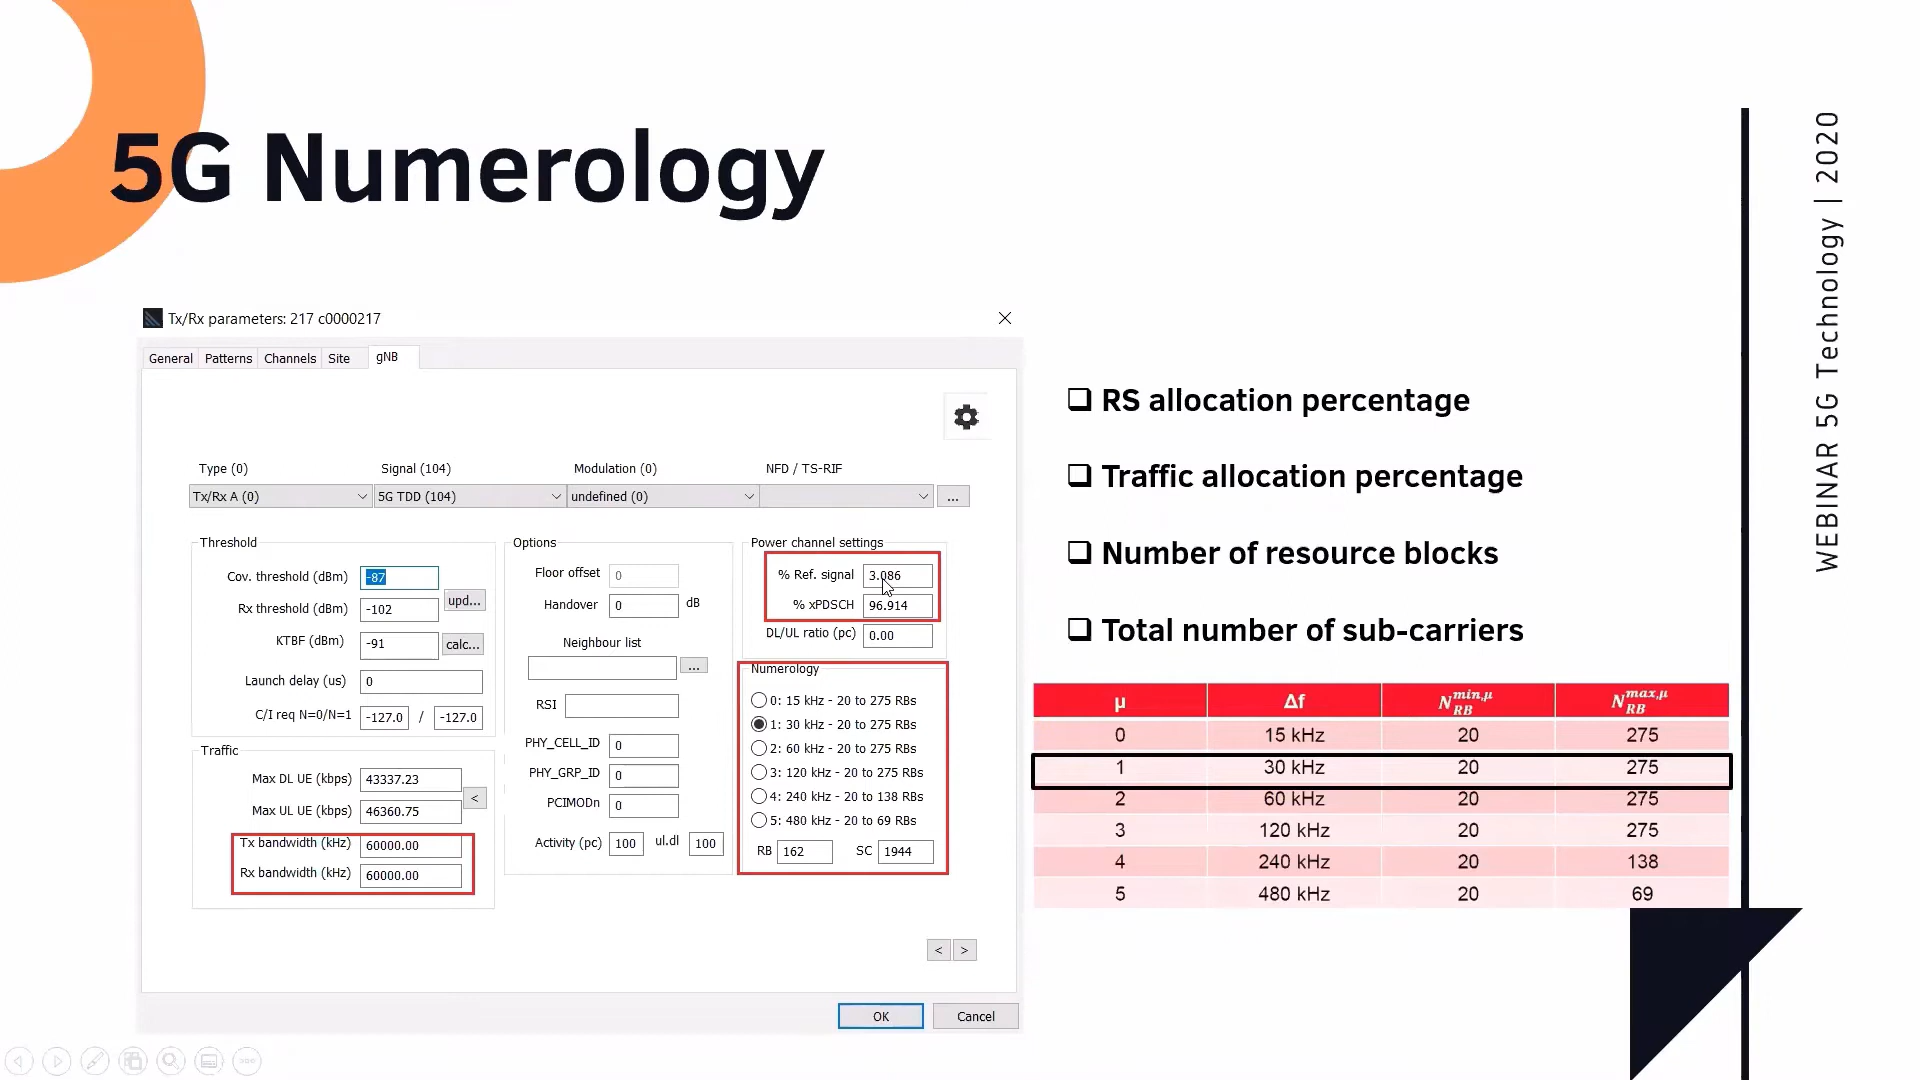 5G Numerology
WEBINAR 5G Technology | 2020
Tx/Rx parameters: 217 c0000217
General Patterns Channels Site gNB
Type (0) Signal (104) Modulation (0) NFD / TS-RIF
Tx/Rx A (0) 5G TDD (104) undefined (0) ...
Threshold
Cov. threshold (dBm) -87
Rx threshold (dBm) -102
upd...
KTBF (dBm) -91 calc...
Launch delay (us) 0
C/I req N=0/N=1 -127.0 / -127.0
Traffic
Max DL UE (kbps) 43337.23
Max UL UE (kbps) 46360.75
<
Tx bandwidth (kHz) 60000.00
Rx bandwidth (kHz) 60000.00
Options
Floor offset 0
Handover 0 dB
Neighbour list
...
RSI
PHY_CELL_ID 0
PHY_GRP_ID 0
PCIMODn 0
Activity (pc) 100 ul.dl 100
Power channel settings
% Ref. signal 3.086
% xPDSCH 96.914
DL/UL ratio (pc) 0.00
Numerology
0: 15 kHz - 20 to 275 RBs
1: 30 kHz - 20 to 275 RBs
2: 60 kHz - 20 to 275 RBs
3: 120 kHz - 20 to 275 RBs
4: 240 kHz - 20 to 138 RBs
5: 480 kHz - 20 to 69 RBs
RB 162 SC 1944
< >
OK Cancel
RS allocation percentage
Traffic allocation percentage
Number of resource blocks
Total number of sub-carriers
μ Δf N_RB^min,μ N_RB^max,μ
0 15 kHz 20 275
1 30 kHz 20 275
2 60 kHz 20 275
3 120 kHz 20 275
4 240 kHz 20 138
5 480 kHz 20 69